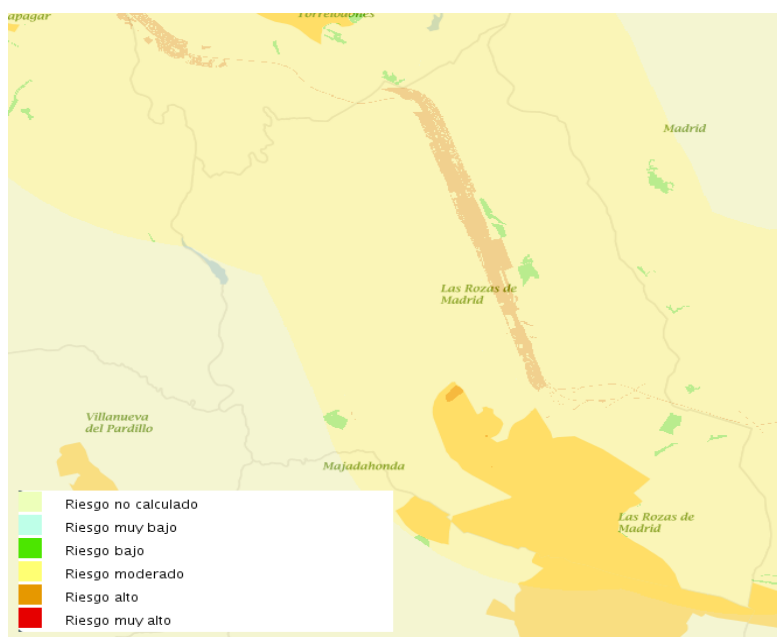 apagar
Torrelodones
Madrid
Las Rozas de
Madrid
Villanueva
del Pardillo
Majadahonda
Las Rozas de
Madrid
Riesgo no calculado
Riesgo muy bajo
Riesgo bajo
Riesgo moderado
Riesgo alto
Riesgo muy alto